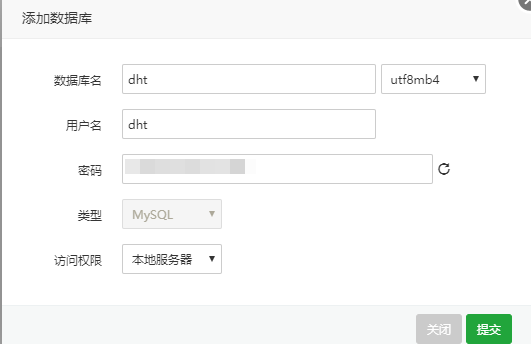 添加数据库
数据库名 dht utf8mb4
用户名 dht
密码
类型 MySQL
访问权限 本地服务器
关闭 提交